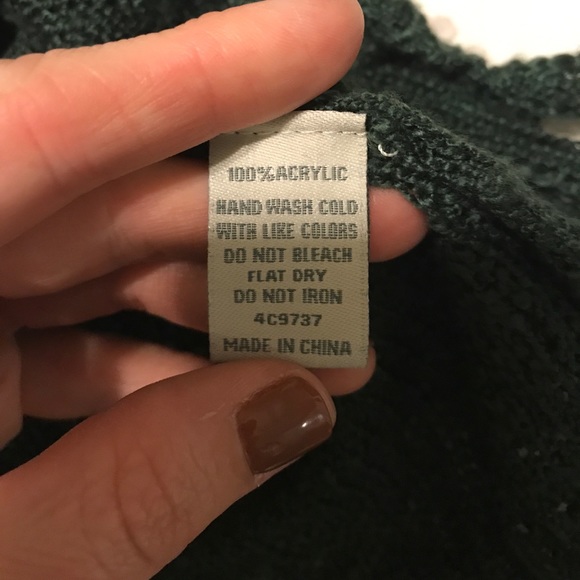 100% ACRYLIC
HAND WASH COLD
WITH LIKE COLORS
DO NOT BLEACH
FLAT DRY
DO NOT IRON
4C9737
MADE IN CHINA